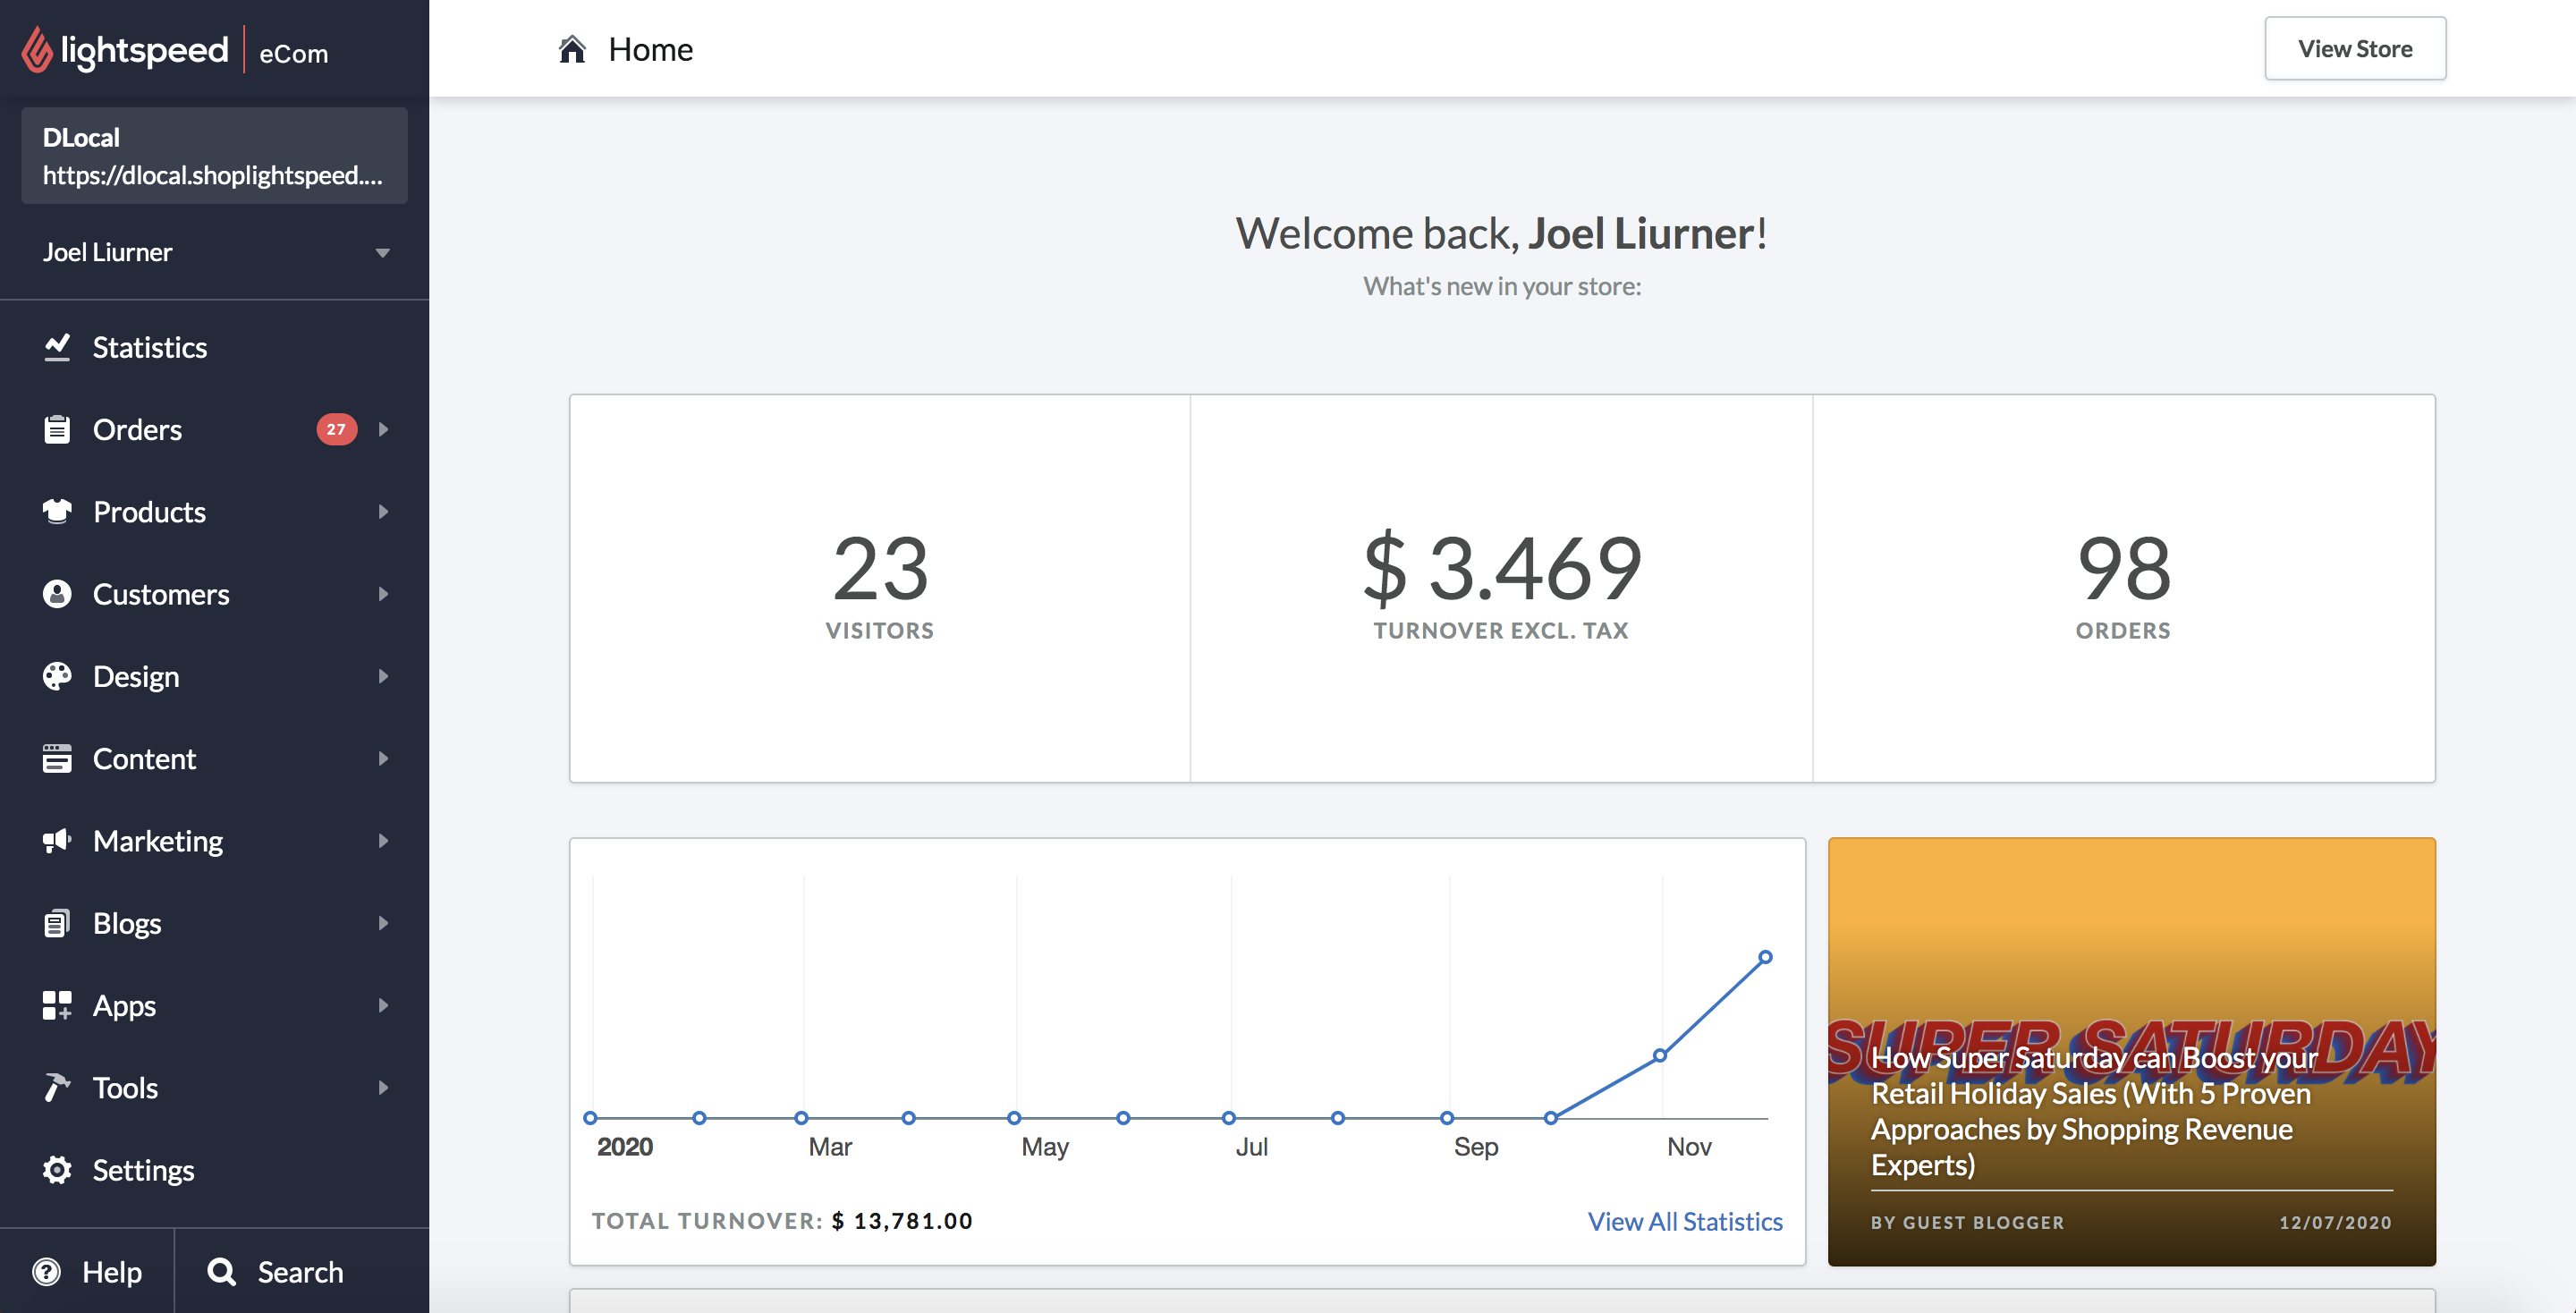 lightspeed eCom
DLocal
https://dlocal.shoplightspeed....
Joel Liurner
Statistics
Orders 27
Products
Customers
Design
Content
Marketing
Blogs
Apps
Tools
Settings
Help Search
Home
View Store
Welcome back, Joel Liurner!
What's new in your store:
23
VISITORS
$ 3.469
TURNOVER EXCL. TAX
98
ORDERS
2020 Mar May Jul Sep Nov
TOTAL TURNOVER: $ 13,781.00
View All Statistics
SUPER SATURDAY
How Super Saturday can Boost your
Retail Holiday Sales (With 5 Proven
Approaches by Shopping Revenue
Experts)
BY GUEST BLOGGER 12/07/2020